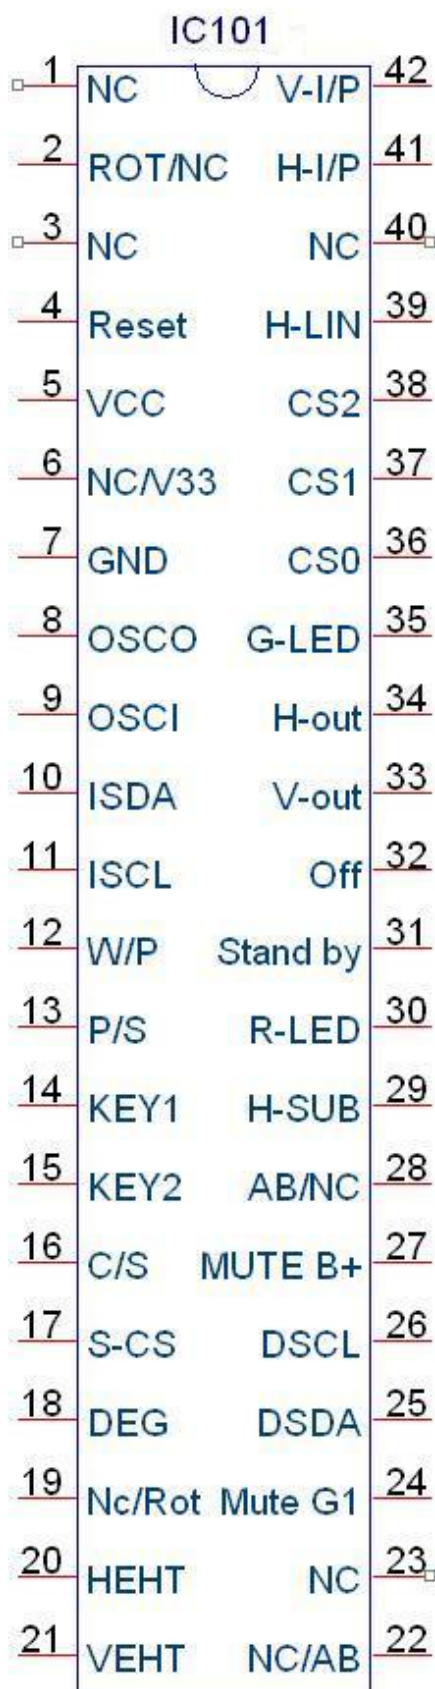 IC101
1 NC V-I/P 42
2 ROT/NC H-I/P 41
3 NC NC 40
4 Reset H-LIN 39
5 VCC CS2 38
6 NC/V33 CS1 37
7 GND CS0 36
8 OSCO G-LED 35
9 OSCI H-out 34
10 ISDA V-out 33
11 ISCL Off 32
12 W/P Stand by 31
13 P/S R-LED 30
14 KEY1 H-SUB 29
15 KEY2 AB/NC 28
16 C/S MUTE B+ 27
17 S-CS DSCL 26
18 DEG DSDA 25
19 Nc/Rot Mute G1 24
20 HEHT NC 23
21 VEHT NC/AB 22